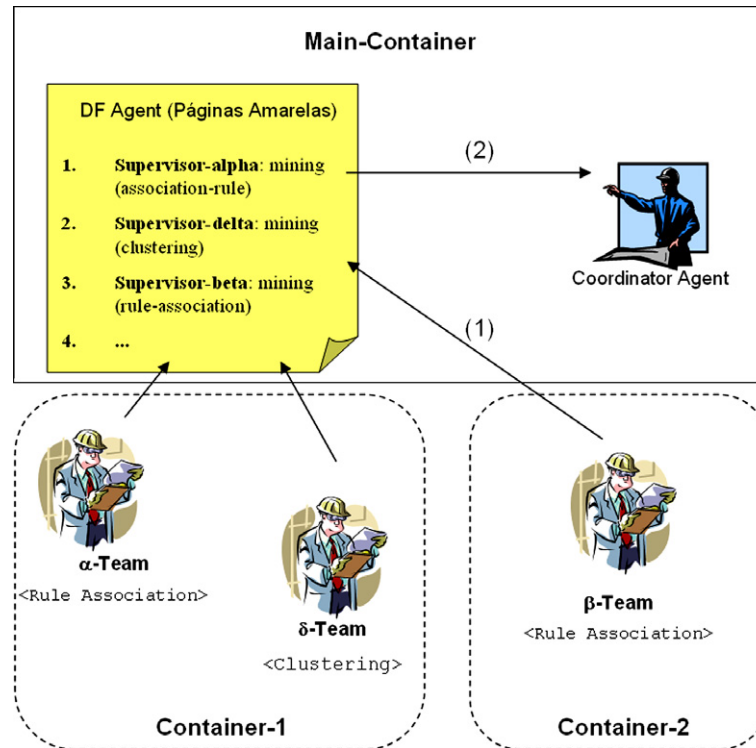 Main-Container
DF Agent (Páginas Amarelas)
1. Supervisor-alpha: mining
(association-rule)
2. Supervisor-delta: mining
(clustering)
3. Supervisor-beta: mining
(rule-association)
4. ...
(2)
Coordinator Agent
(1)
α-Team
<Rule Association>
δ-Team
<Clustering>
β-Team
<Rule Association>
Container-1
Container-2